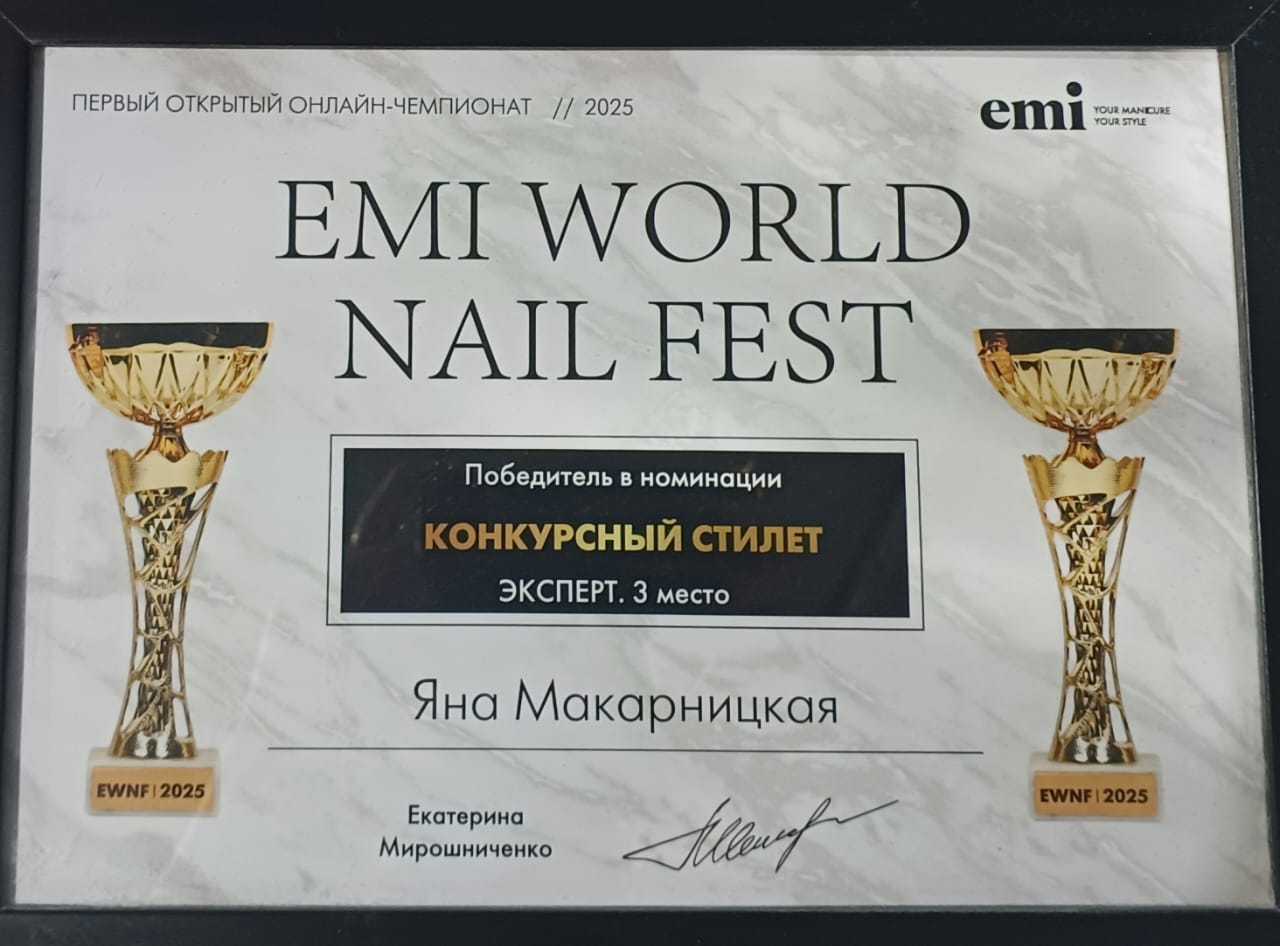 ПЕРВЫЙ ОТКРЫТЫЙ ОНЛАЙН-ЧЕМПИОНАТ // 2025
emi YOUR MANICURE
YOUR STYLE
EMI WORLD
NAIL FEST
Победитель в номинации
КОНКУРСНЫЙ СТИЛЕТ
ЭКСПЕРТ. 3 место
Яна Макарницкая
EWNF | 2025
EWNF | 2025
Екатерина
Мирошниченко